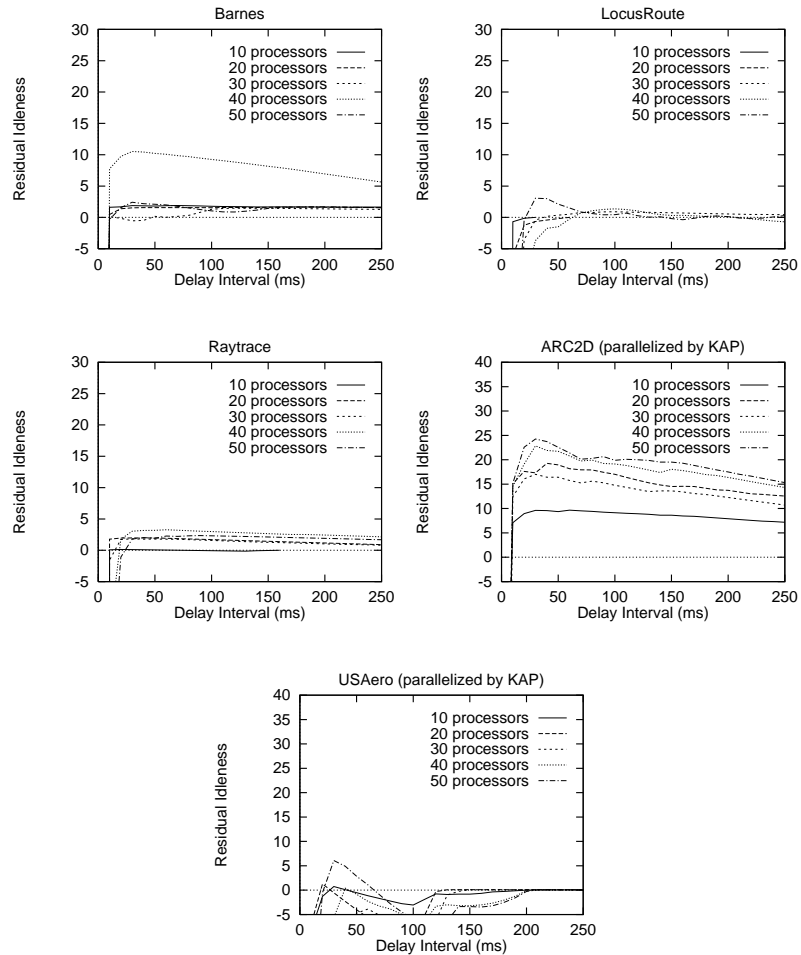 Barnes
30
25
20
15
10
5
0
-5
Residual Idleness
10 processors
20 processors
30 processors
40 processors
50 processors
0 50 100 150 200 250
Delay Interval (ms)
LocusRoute
30
25
20
15
10
5
0
-5
Residual Idleness
10 processors
20 processors
30 processors
40 processors
50 processors
0 50 100 150 200 250
Delay Interval (ms)
Raytrace
30
25
20
15
10
5
0
-5
Residual Idleness
10 processors
20 processors
30 processors
40 processors
50 processors
0 50 100 150 200 250
Delay Interval (ms)
ARC2D (parallelized by KAP)
40
35
30
25
20
15
10
5
0
-5
Residual Idleness
10 processors
20 processors
30 processors
40 processors
50 processors
0 50 100 150 200 250
Delay Interval (ms)
USAero (parallelized by KAP)
40
35
30
25
20
15
10
5
0
-5
Residual Idleness
10 processors
20 processors
30 processors
40 processors
50 processors
0 50 100 150 200 250
Delay Interval (ms)